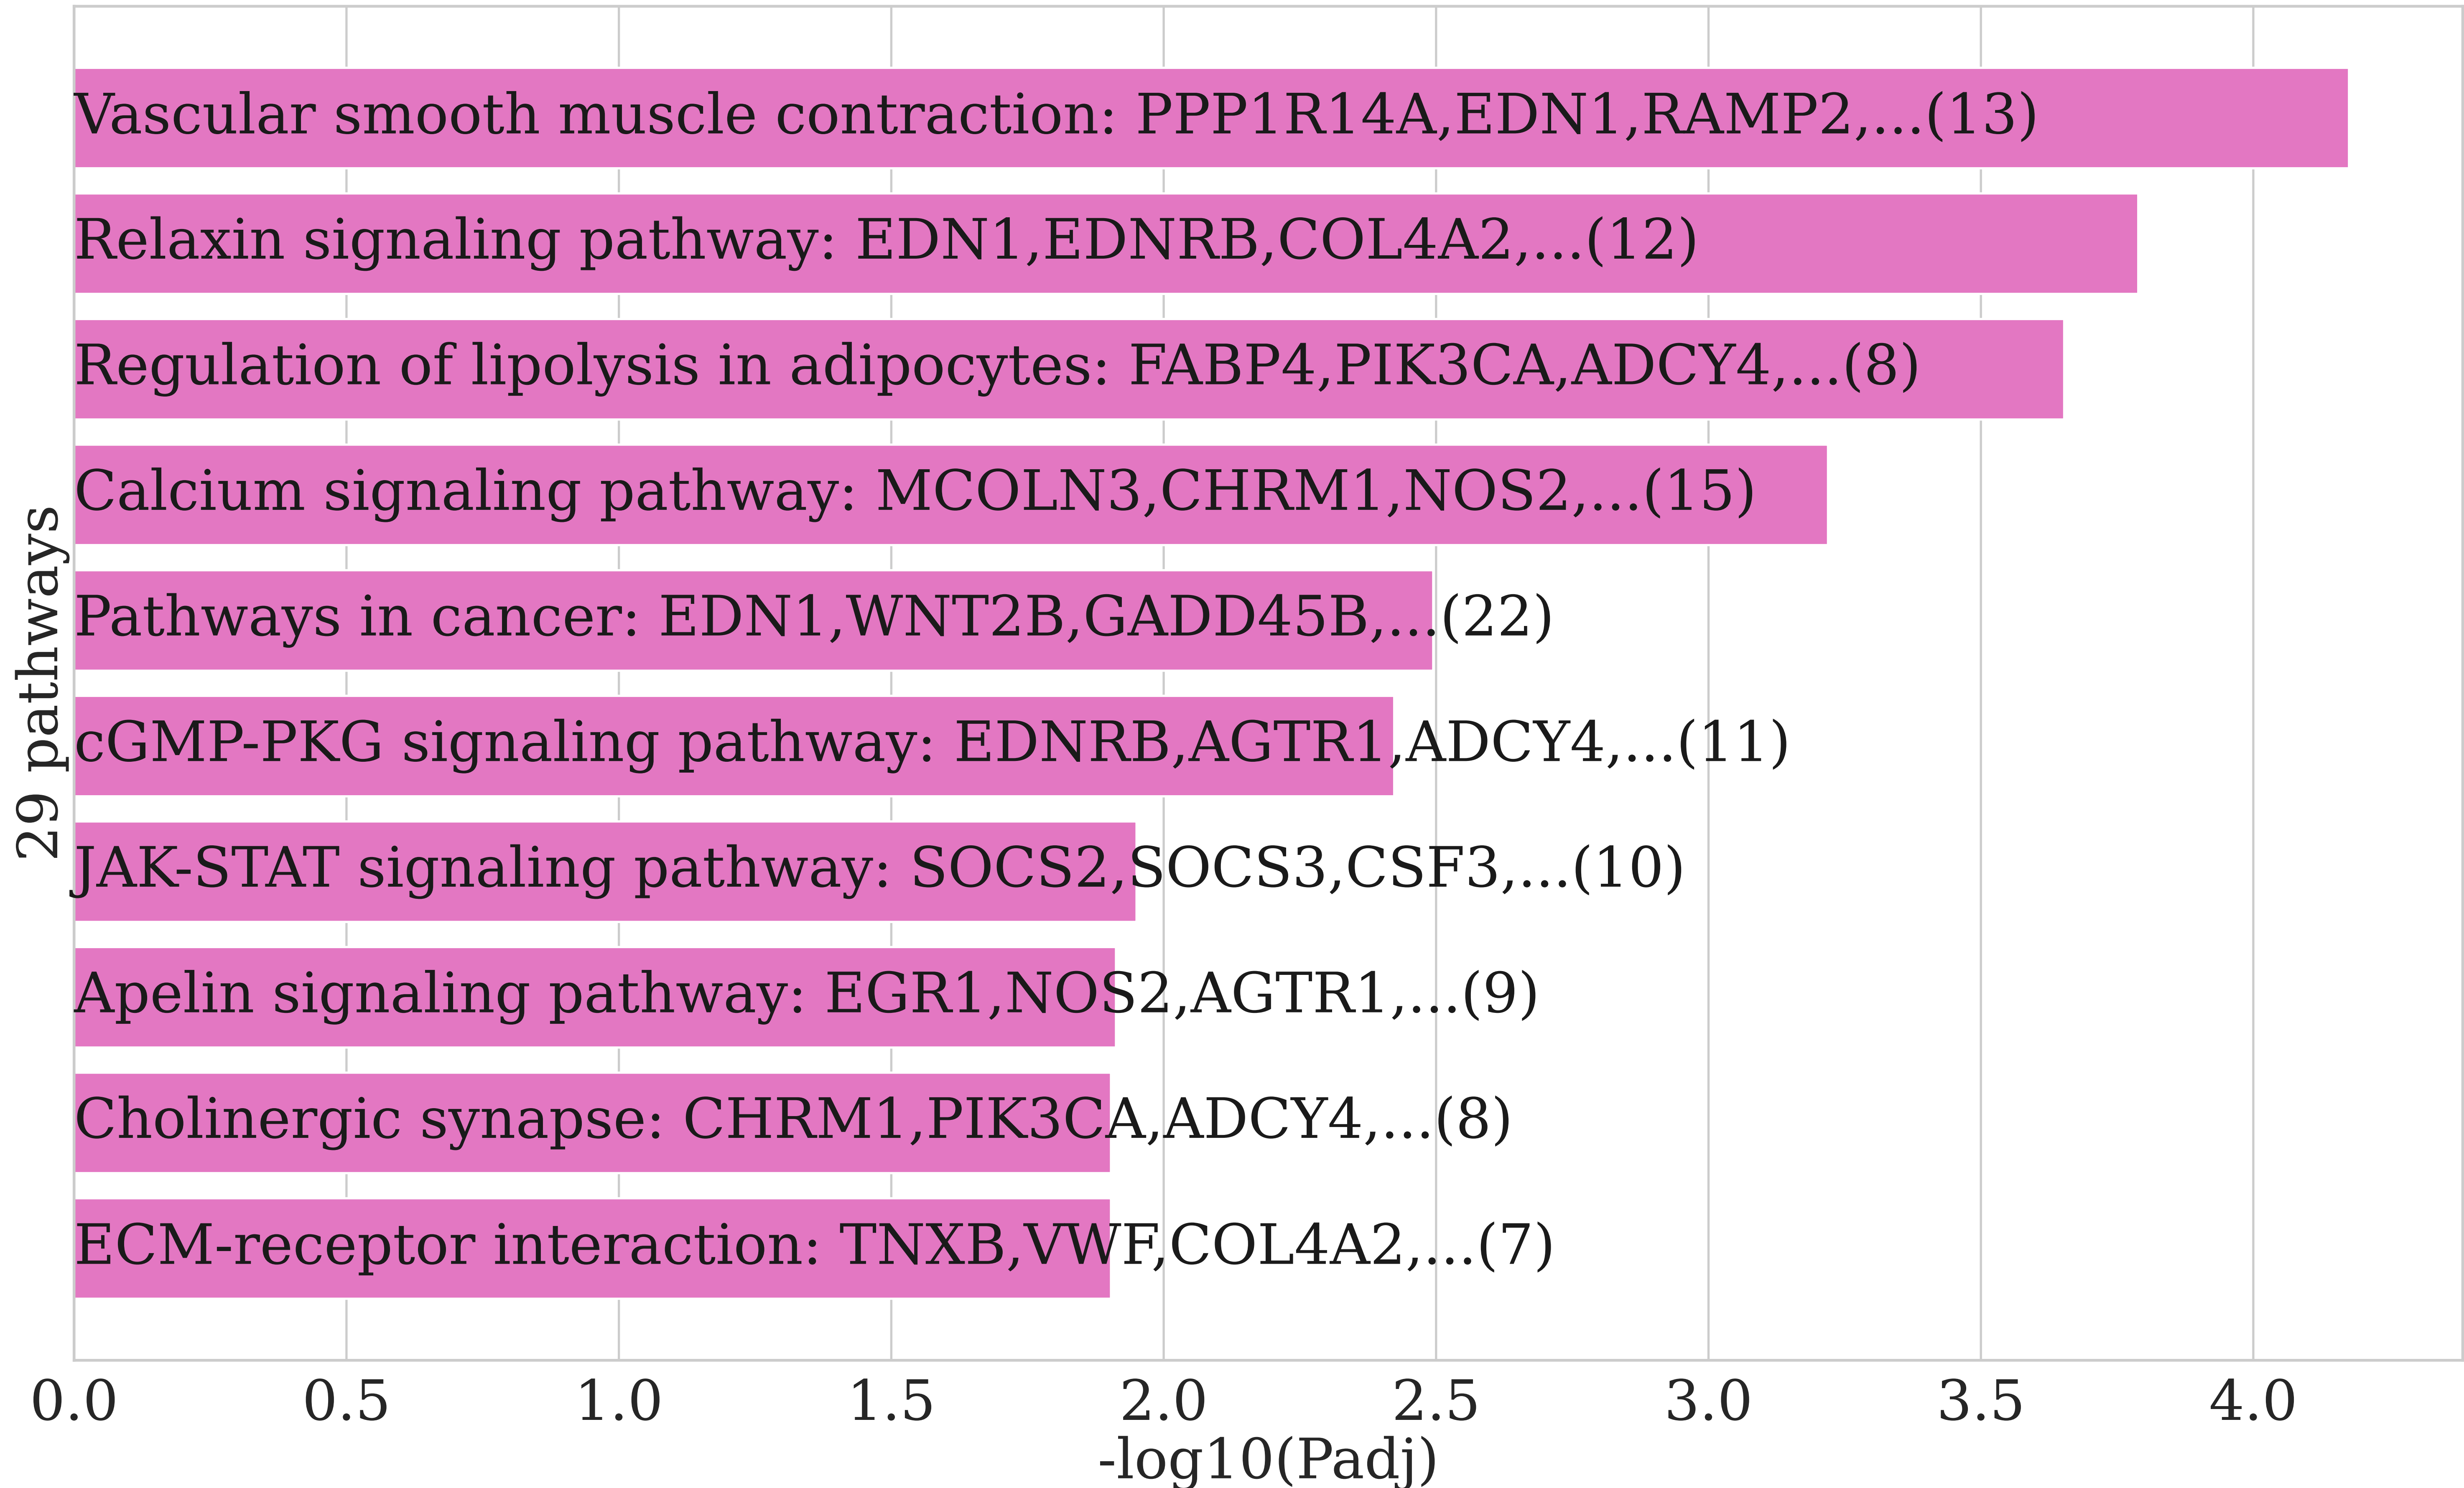 Vascular smooth muscle contraction: PPP1R14A,EDN1,RAMP2,...(13)
Relaxin signaling pathway: EDN1,EDNRB,COL4A2,...(12)
Regulation of lipolysis in adipocytes: FABP4,PIK3CA,ADCY4,...(8)
Calcium signaling pathway: MCOLN3,CHRM1,NOS2,...(15)
Pathways in cancer: EDN1,WNT2B,GADD45B,...(22)
cGMP-PKG signaling pathway: EDNRB,AGTR1,ADCY4,...(11)
JAK-STAT signaling pathway: SOCS2,SOCS3,CSF3,...(10)
Apelin signaling pathway: EGR1,NOS2,AGTR1,...(9)
Cholinergic synapse: CHRM1,PIK3CA,ADCY4,...(8)
ECM-receptor interaction: TNXB,VWF,COL4A2,...(7)
29 pathways
0.0 0.5 1.0 1.5 2.0 2.5 3.0 3.5 4.0
-log10(Padj)